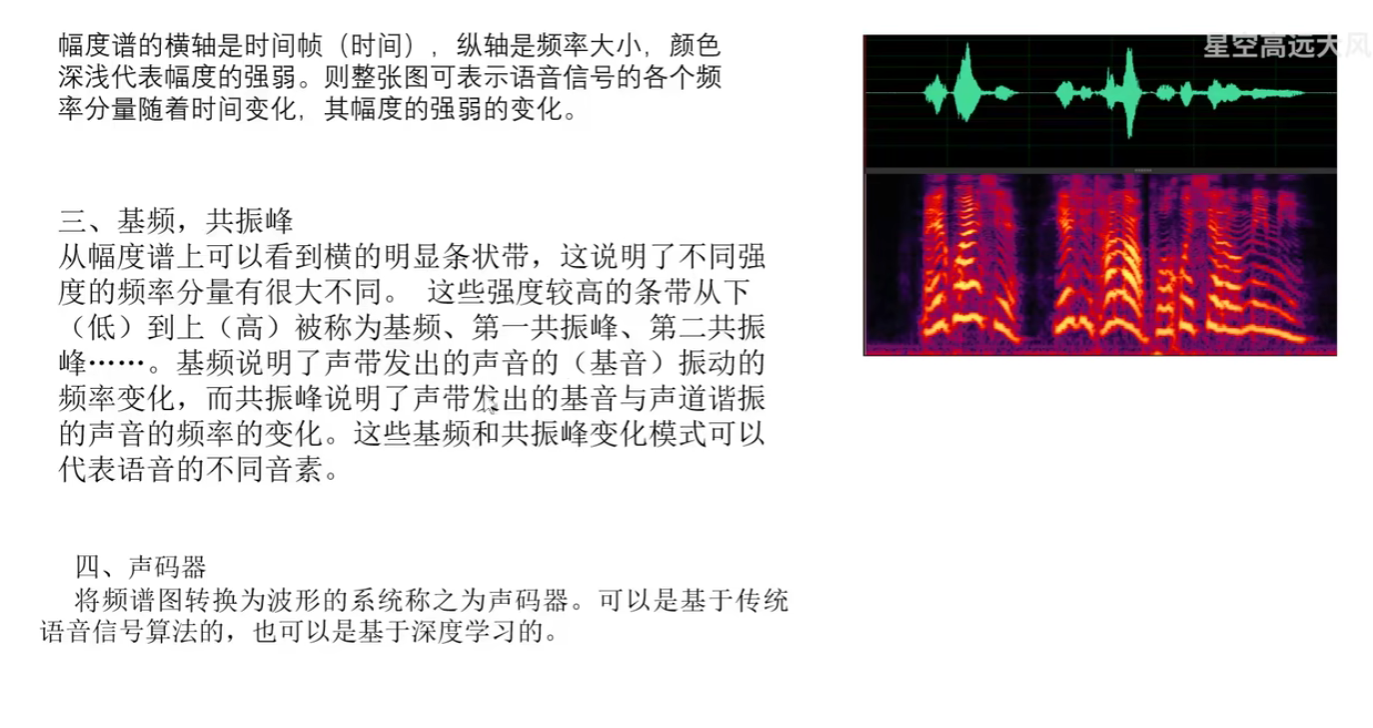 幅度谱的横轴是时间帧（时间），纵轴是频率大小，颜色
深浅代表幅度的强弱。则整张图可表示语音信号的各个频
率分量随着时间变化，其幅度的强弱的变化。
星空高远大风
三、基频，共振峰
从幅度谱上可以看到横的明显条状带，这说明了不同强
度的频率分量有很大不同。 这些强度较高的条带从下
（低）到上（高）被称为基频、第一共振峰、第二共振
峰……。基频说明了声带发出的声音的（基音）振动的
频率变化，而共振峰说明了声带发出的基音与声道谐振
的声音的频率的变化。这些基频和共振峰变化模式可以
代表语音的不同音素。
四、声码器
将频谱图转换为波形的系统称之为声码器。可以是基于传统
语音信号算法的，也可以是基于深度学习的。